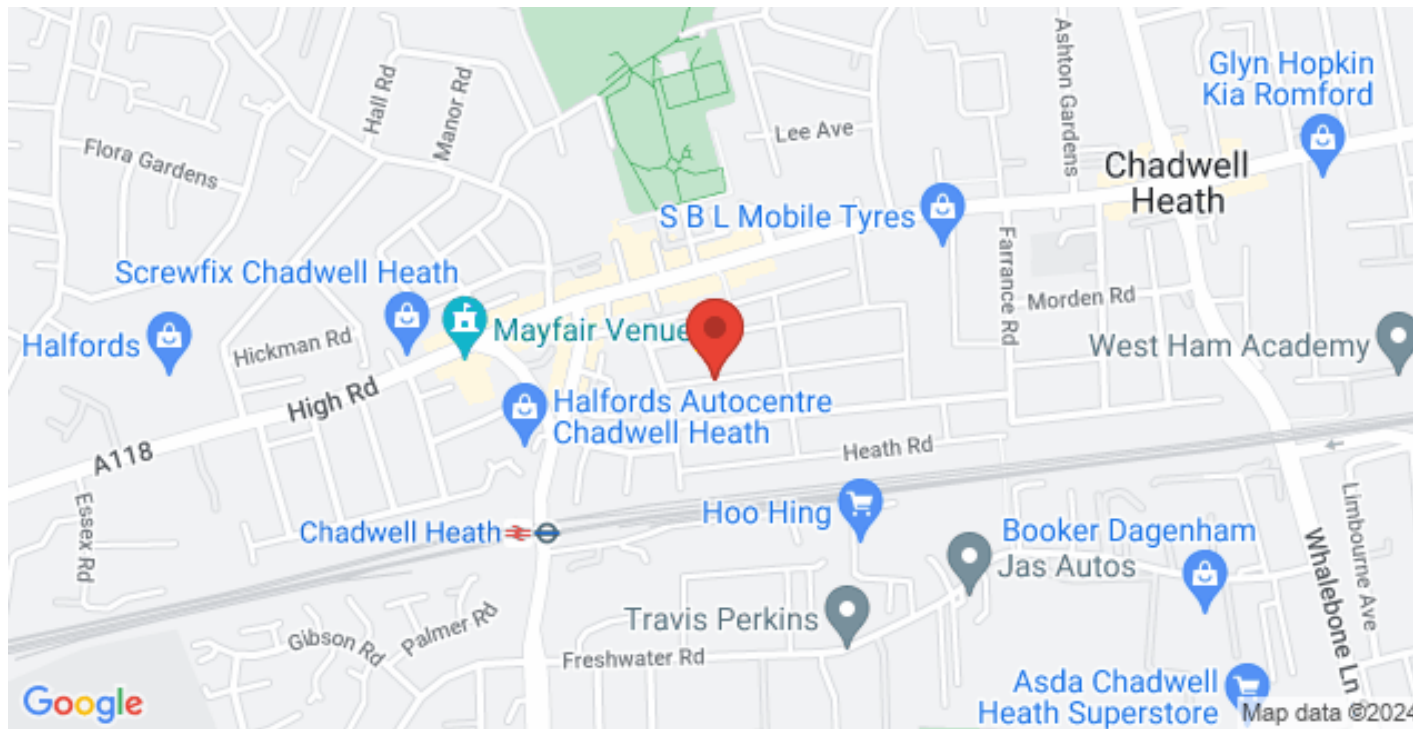 Ashton Gardens
Glyn Hopkin
Kia Romford
Hall Rd
Manor Rd
Lee Ave
Flora Gardens
Chadwell
Heath
S B L Mobile Tyres
Farrance Rd
Screwfix Chadwell Heath
Morden Rd
Halfords
Hickman Rd
Mayfair Venue
West Ham Academy
High Rd
Halfords Autocentre
Chadwell Heath
A118
Heath Rd
Essex Rd
Hoo Hing
Chadwell Heath
Booker Dagenham
Jas Autos
Limbourne Ave
Whalebone Ln
Travis Perkins
Gibson Rd
Palmer Rd
Freshwater Rd
Asda Chadwell
Heath Superstore
Google
Map data ©2024